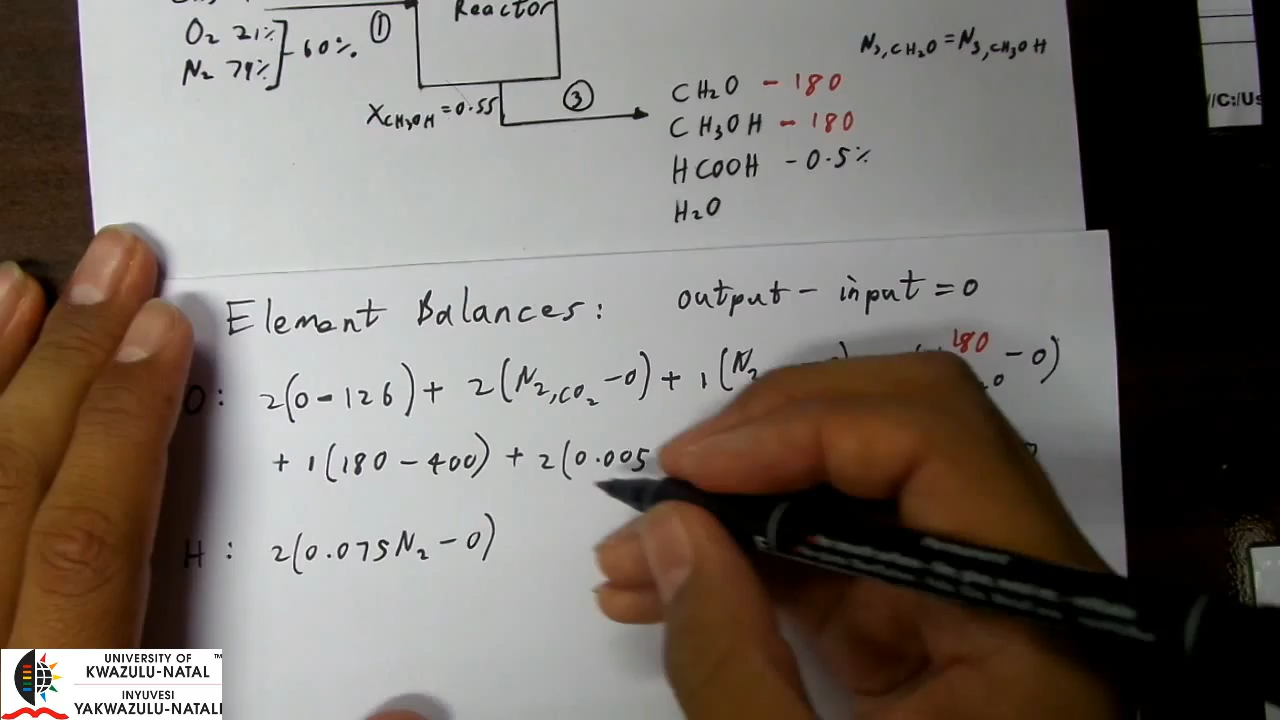 O₂ 21%
N₂ 79%
60%
①
Reactor
X_CH₃OH = 0.55
③
N₃,CH₂O = N₃,CH₃OH
CH₂O - 180
CH₃OH - 180
HCOOH - 0.5%
H₂O
//C:/Us
Element Balances: output - input = 0
O: 2(0-126) + 2(N₂,CO₂ -0) + 1(N₂ 180 - 0)
+ 1(180 - 400) + 2(0.005
H: 2(0.075N₂ - 0)
UNIVERSITY OF ™
KWAZULU-NATAL
INYUVESI
YAKWAZULU-NATALI